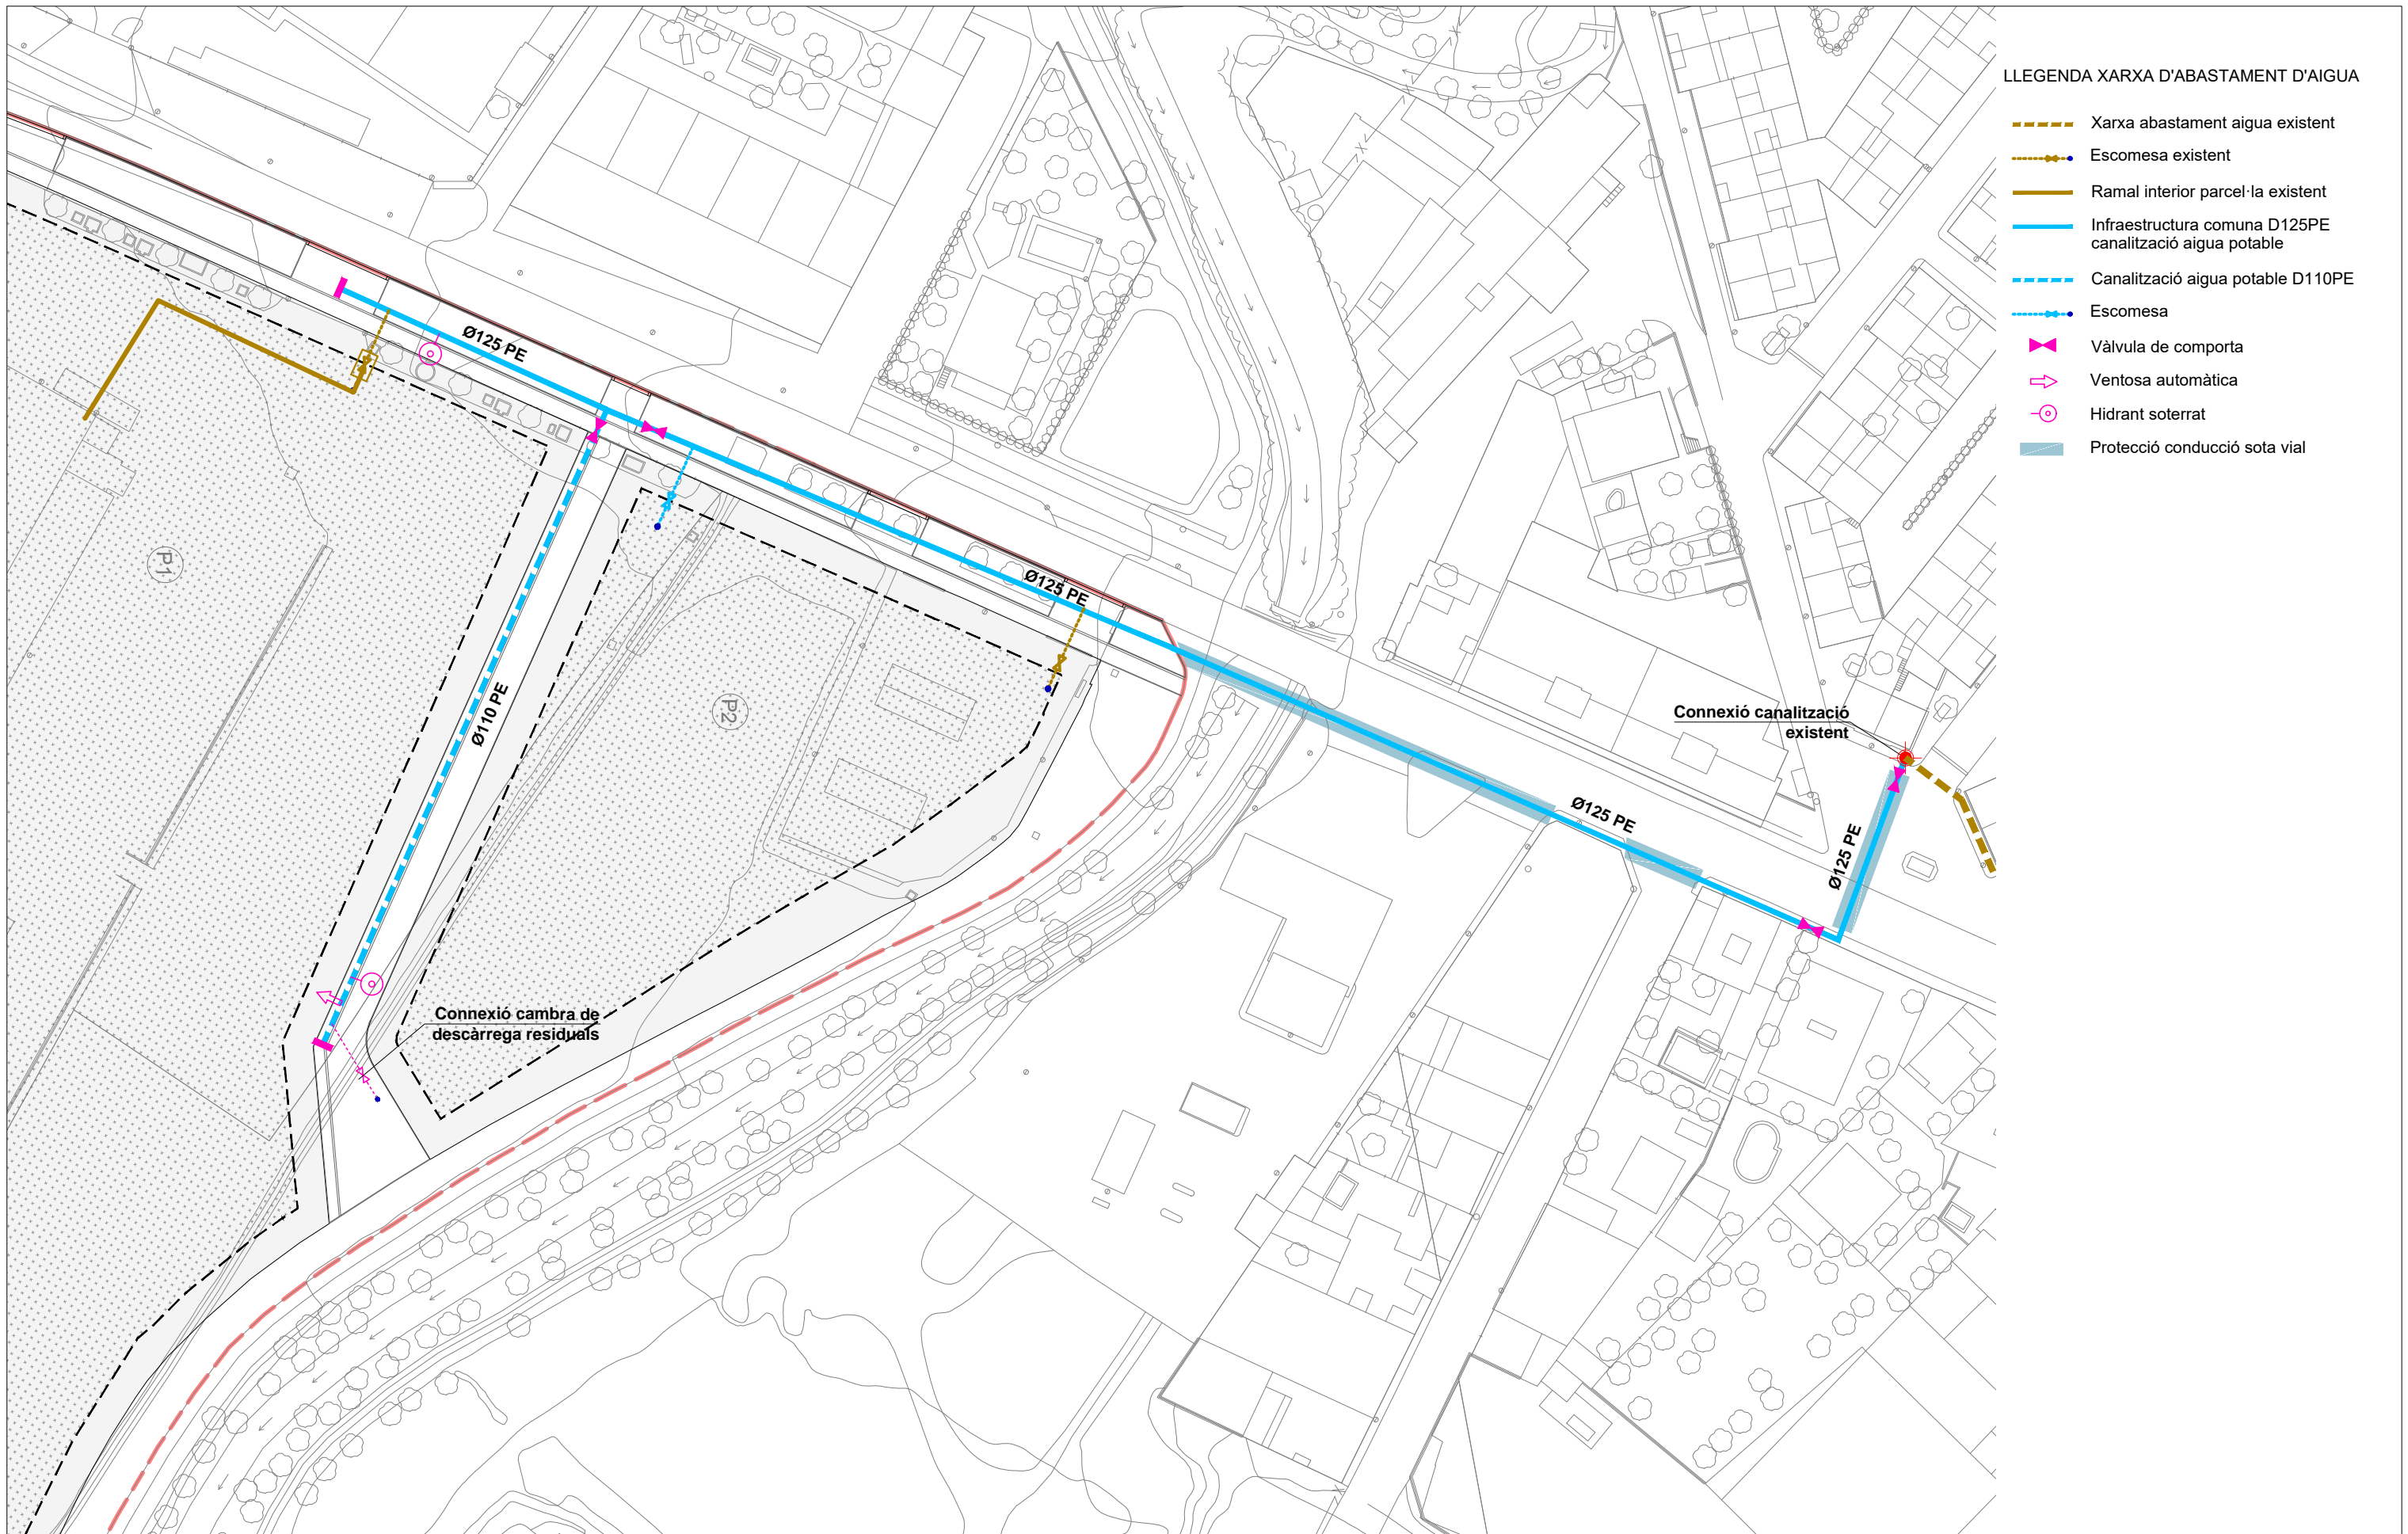 LLEGENDA XARXA D'ABASTAMENT D'AIGUA
Xarxa abastament aigua existent
Escomesa existent
Ramal interior parcel·la existent
Infraestructura comuna D125PE
canalització aigua potable
Canalització aigua potable D110PE
Escomesa
Vàlvula de comporta
Ventosa automàtica
Hidrant soterrat
Protecció conducció sota vial
Ø125 PE
P1
Ø125 PE
Ø110 PE
P2
Connexió canalització
existent
Ø125 PE
Ø125 PE
Connexió cambra de
descàrrega residuals